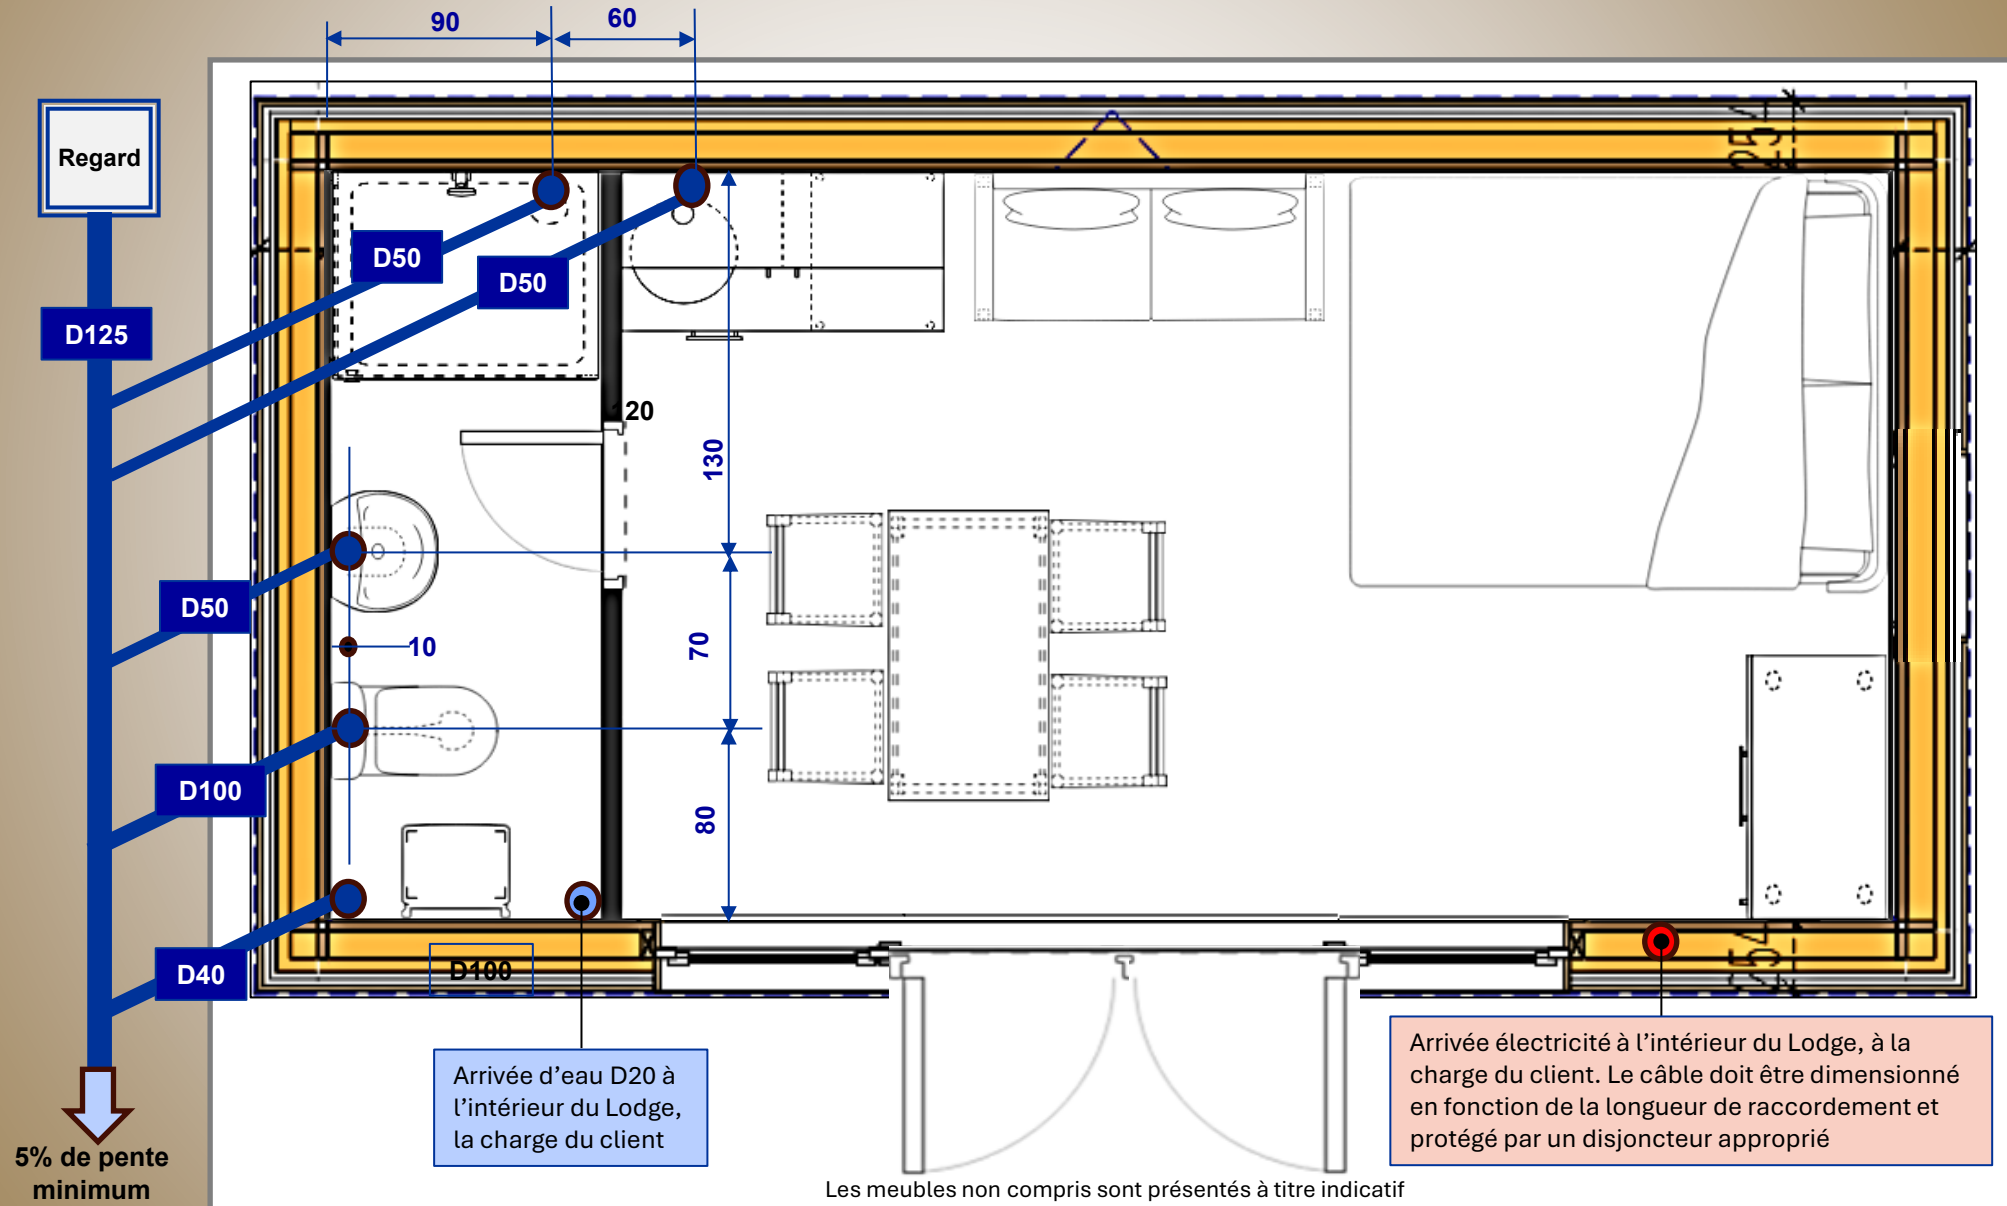 90
60
Regard
D50
D50
D125
120
130
D50
10
70
D100
80
D40
D100
Arrivée d’eau D20 à
l’intérieur du Lodge,
la charge du client
Arrivée électricité à l’intérieur du Lodge, à la
charge du client. Le câble doit être dimensionné
en fonction de la longueur de raccordement et
protégé par un disjoncteur approprié
5% de pente
minimum
Les meubles non compris sont présentés à titre indicatif